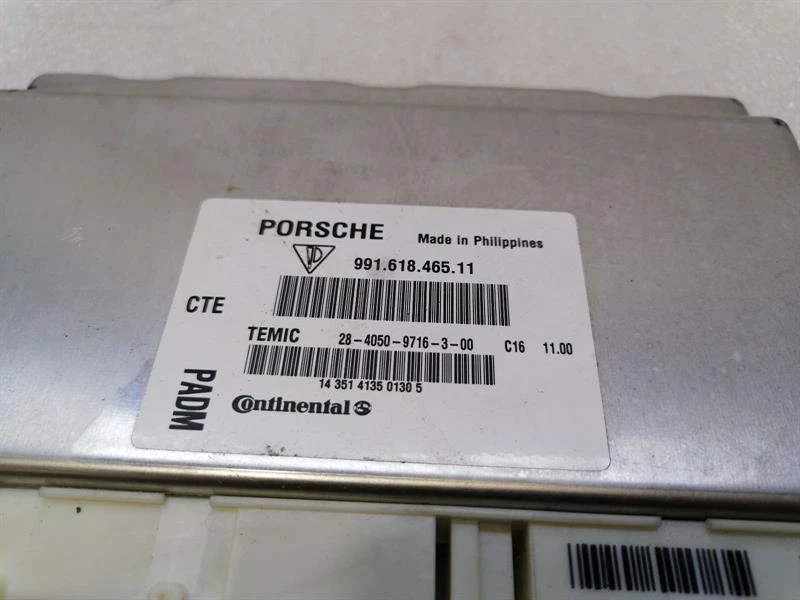 PORSCHE Made in Philippines
991.618.465.11
CTE
TEMIC 28-4050-9716-3-00 C16 11.00
14 351 4135 0130 5
PADM
Continental